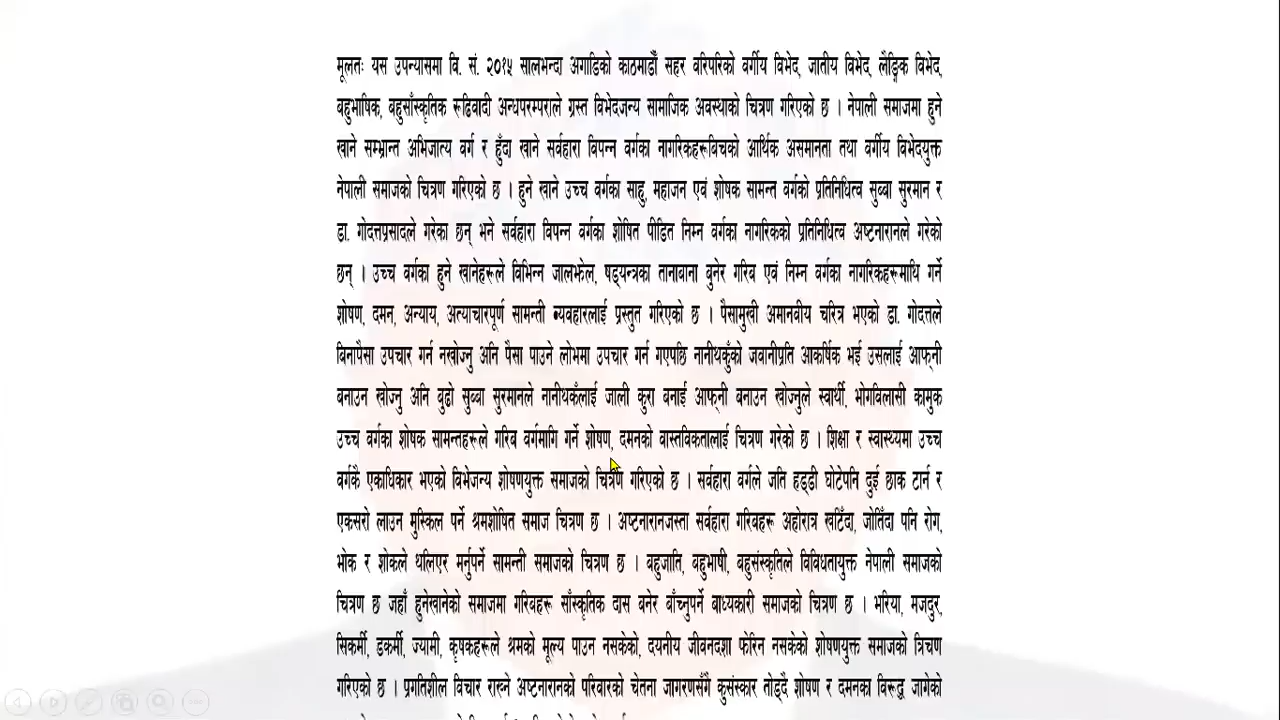 मूलतः यस उपन्यासमा वि. सं. २०१५ सालभन्दा अगाडिको काठमाडौँ सहर वरिपरिको वर्गीय विभेद, जातीय विभेद, लैङ्गिक विभेद,
बहुभाषिक, बहुसाँस्कृतिक रूढिवादी अन्धपरम्पराले ग्रस्त विभेदजन्य सामाजिक अवस्थाको चित्रण गरिएको छ । नेपाली समाजमा हुने
खाने सम्भ्रान्त अभिजात्य वर्ग र हुँदा खाने सर्वहारा विपन्न वर्गका नागरिकहरूबिचको आर्थिक असमानता तथा वर्गीय विभेदयुक्त
नेपाली समाजको चित्रण गरिएको छ । हुने खाने उच्च वर्गका साहु, महाजन एवं शोषक सामन्त वर्गको प्रतिनिधित्व सुब्बा सुरमान र
डा. गोदत्तप्रसादले गरेका छन् भने सर्वहारा विपन्न वर्गका शोषित पीडित निम्न वर्गका नागरिकको प्रतिनिधित्व अष्टनारानले गरेको
छन् । उच्च वर्गका हुने खानेहरूले विभिन्न जालझेल, षड्यन्त्रका तानावाना बुनेर गरिव एवं निम्न वर्गका नागरिकहरूमाथि गर्ने
शोषण, दमन, अन्याय, अत्याचारपूर्ण सामन्ती व्यवहारलाई प्रस्तुत गरिएको छ । पैसामुखी अमानवीय चरित्र भएको डा. गोदत्तले
बिनापैसा उपचार गर्न नखोज्नु अनि पैसा पाउने लोभमा उपचार गर्न गएपछि नानीथकुँको जवानीप्रति आकर्षिक भई उसलाई आफ्नी
बनाउन खोज्नु अनि वुढो सुब्बा सुरमानले नानीथकँलाई जाली कुरा बनाई आफ्नी बनाउन खोज्नुले स्वार्थी, भोगविलासी कामुक
उच्च वर्गका शोषक सामन्तहरूले गरिव वर्गमागि गर्ने शोषण, दमनको वास्तविकतालाई चित्रण गरेको छ । शिक्षा र स्वास्थ्यमा उच्च
वर्गकै एकाधिकार भएको विभेजन्य शोषणयुक्त समाजको चित्रण गरिएको छ । सर्वहारा वर्गले जति हड्डी घोटेपनि दुई छाक टार्न र
एकसरो लाउन मुस्किल पर्ने श्रमशोषित समाज चित्रण छ । अष्टनारानजस्ता सर्वहारा गरिबहरू अहोरात्र खटिँदा, जोतिँदा पनि रोग,
भोक र शोकले थलिएर मर्नुपर्ने सामन्ती समाजको चित्रण छ । बहुजाति, बहुभाषी, बहुसंस्कृतिले विविधतायुक्त नेपाली समाजको
चित्रण छ जहाँ हुनेखानेको समाजमा गरिबहरू साँस्कृतिक दास बनेर बाँच्नुपर्ने बाध्यकारी समाजको चित्रण छ । भरिया, मजदुर,
सिकर्मी, डकर्मी, ज्यामी, कृषकहरूले श्रमको मूल्य पाउन नसकेको, दयनीय जीवनदशा फेरिन नसकेको शोषणयुक्त समाजको त्रिचण
गरिएको छ । प्रगतिशील विचार राख्ने अष्टनारानको परिवारको चेतना जागरणसँगै कुसंस्कार तोड्दै शोषण र दमनका विरूद्ध जागेको